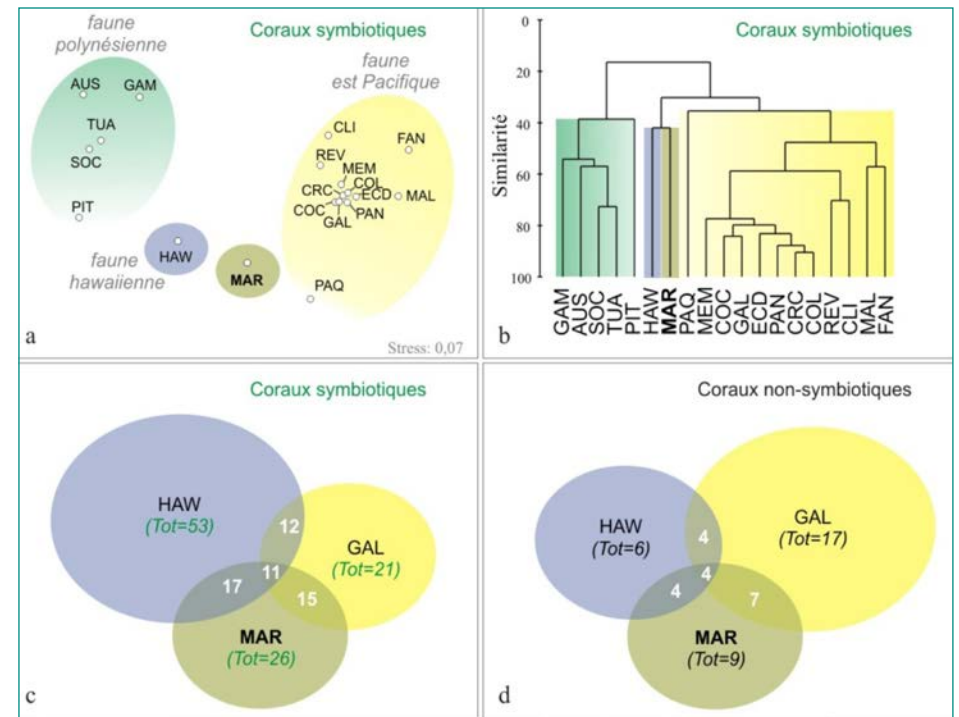 faune
polynésienne
Coraux symbiotiques
faune
est Pacifique
AUS
GAM
TUA
SOC
PIT
CLI
FAN
REV
MEM
COL
CRC
ECD
MAL
COC
PAN
GAL
HAW
faune
hawaiienne
MAR
PAQ
a
Stress: 0,07
Coraux symbiotiques
Similarité
0
20
40
60
80
100
GAM
AUS
SOC
TUA
PIT
HAW
MAR
PAQ
MEM
COC
GAL
ECD
PAN
CRC
COL
REV
CLI
MAL
FAN
b
Coraux symbiotiques
HAW
(Tot=53)
12
GAL
(Tot=21)
11
17
15
MAR
(Tot=26)
c
Coraux non-symbiotiques
HAW
(Tot=6)
GAL
(Tot=17)
4
4
4
7
MAR
(Tot=9)
d